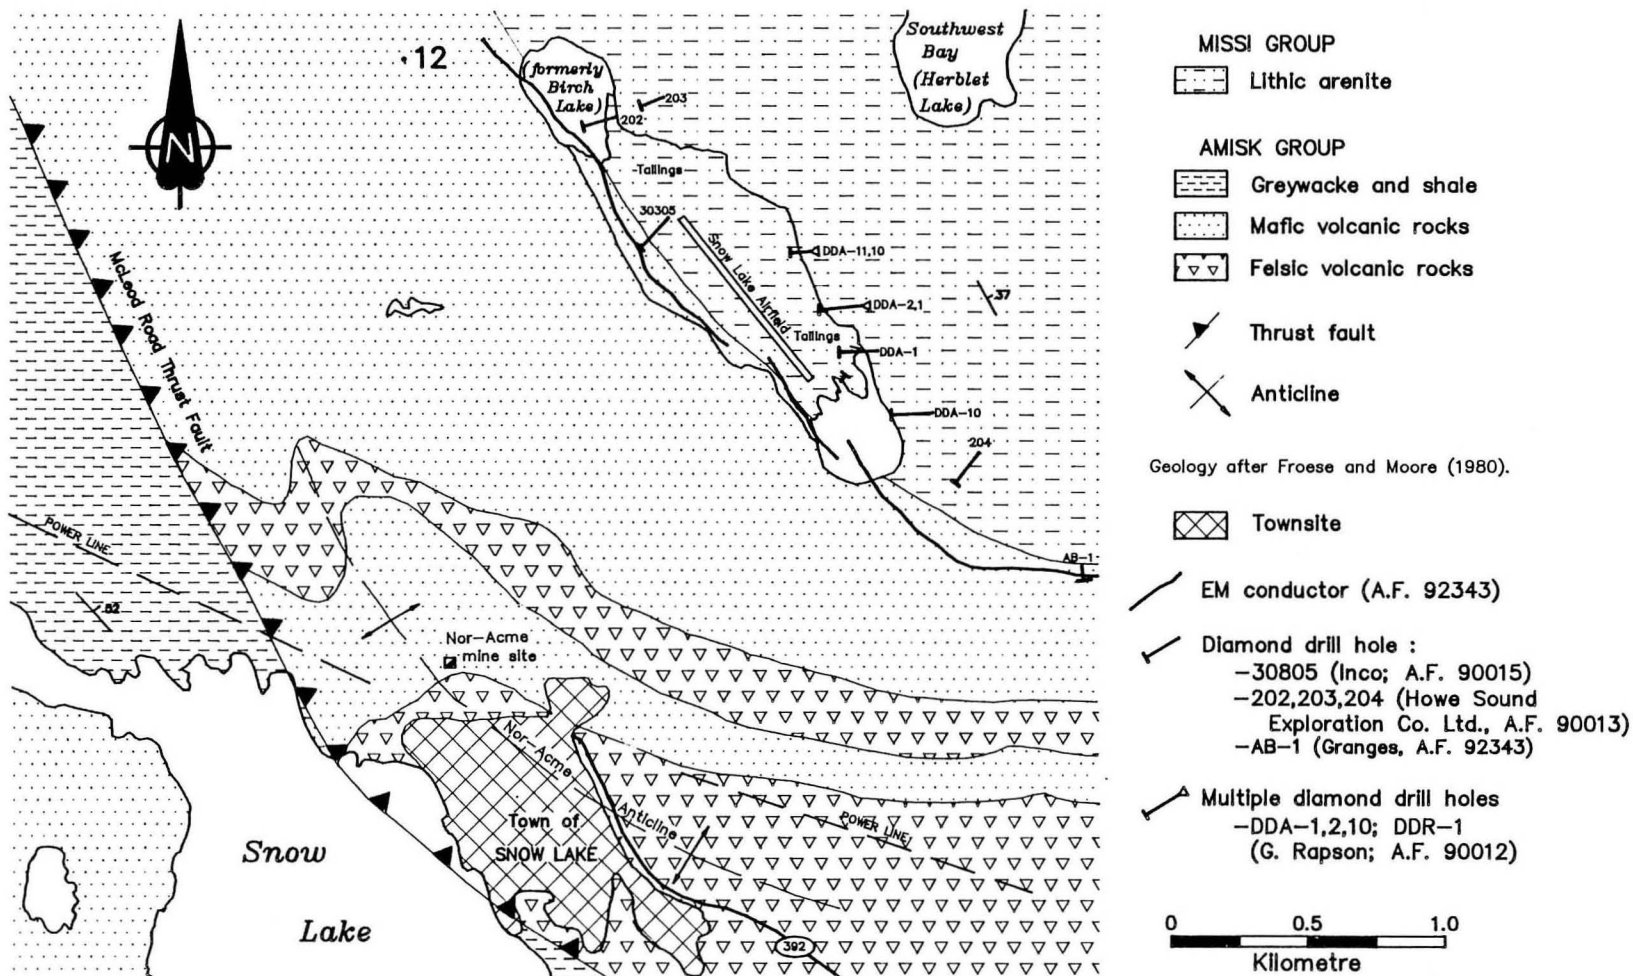 12
N
(formerly
Birch
Lake)
Southwest
Bay
(Herblet
Lake)
203
202
Tailings
30305
Snow Lake Airfield
DDA-11,10
DDA-2,1
37
Tailings
DDA-1
DDA-10
204
AB-1
McLeod Road Thrust Fault
POWER LINE
52
Nor-Acme
mine site
Nor-Acme
Anticline
Town of
SNOW LAKE
POWER LINE
392
Snow
Lake
MISSI GROUP
Lithic arenite
AMISK GROUP
Greywacke and shale
Mafic volcanic rocks
Felsic volcanic rocks
Thrust fault
Anticline
Geology after Froese and Moore (1980).
Townsite
EM conductor (A.F. 92343)
Diamond drill hole :
-30805 (Inco; A.F. 90015)
-202,203,204 (Howe Sound
Exploration Co. Ltd., A.F. 90013)
-AB-1 (Granges, A.F. 92343)
Multiple diamond drill holes
-DDA-1,2,10; DDR-1
(G. Rapson; A.F. 90012)
0 0.5 1.0
Kilometre